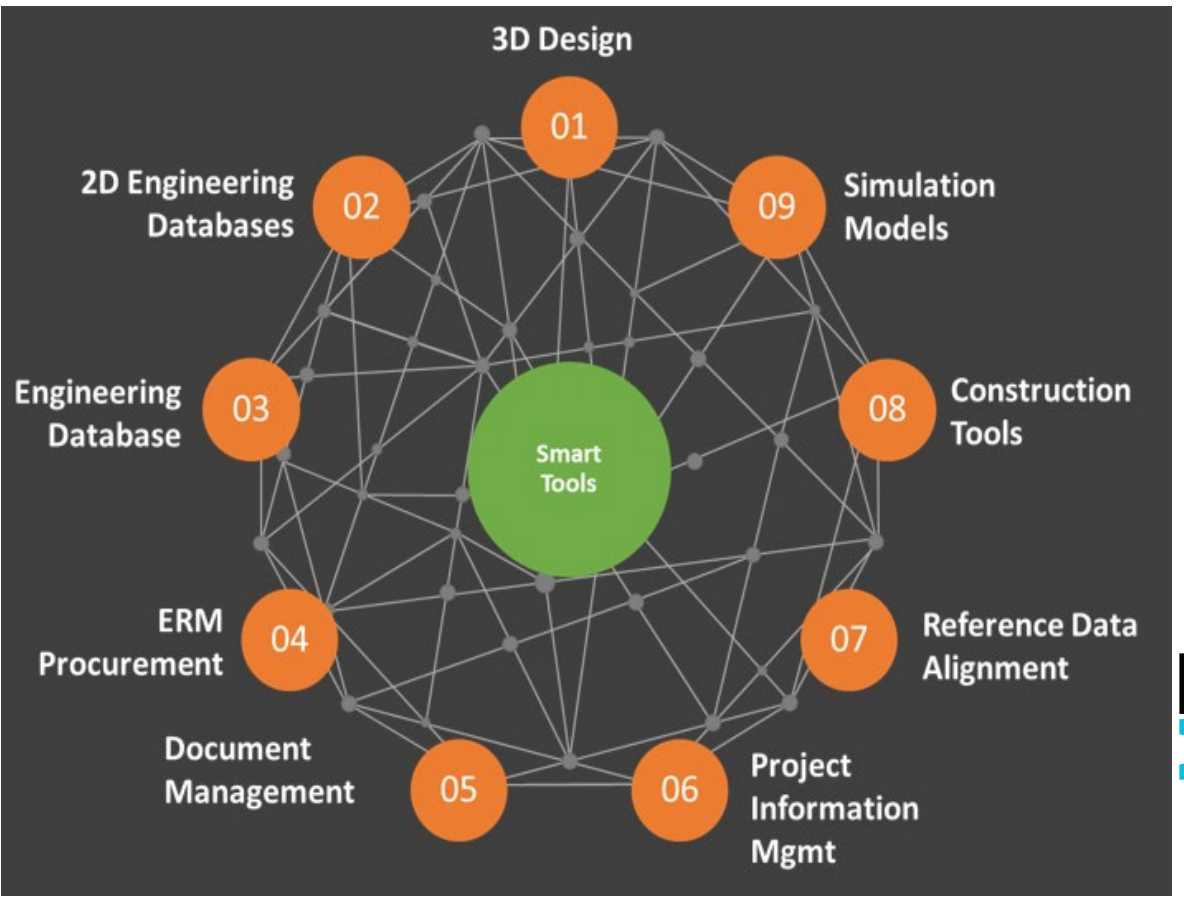 3D Design
01
2D Engineering
Databases
02
09
Simulation
Models
Engineering
Database
03
08
Construction
Tools
Smart
Tools
ERM
Procurement
04
07
Reference Data
Alignment
Document
Management
05
06
Project
Information
Mgmt